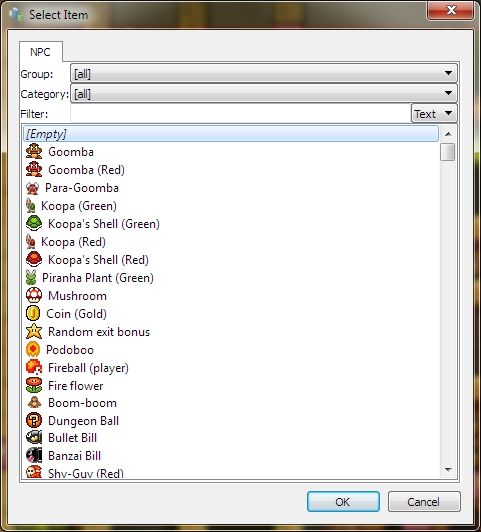 Select Item
NPC
Group: [all]
Category: [all]
Filter: Text
[Empty]
Goomba
Goomba (Red)
Para-Goomba
Koopa (Green)
Koopa's Shell (Green)
Koopa (Red)
Koopa's Shell (Red)
Piranha Plant (Green)
Mushroom
Coin (Gold)
Random exit bonus
Podoboo
Fireball (player)
Fire flower
Boom-boom
Dungeon Ball
Bullet Bill
Banzai Bill
Shy-Guy (Red)
OK Cancel